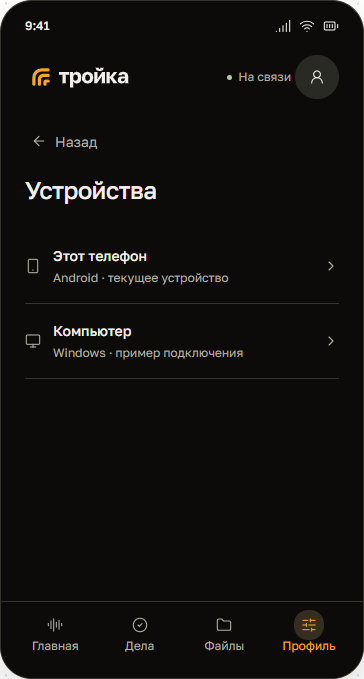 9:41
тройка
На связи
Назад
Устройства
Этот телефон
Android · текущее устройство
Компьютер
Windows · пример подключения
Главная
Дела
Файлы
Профиль